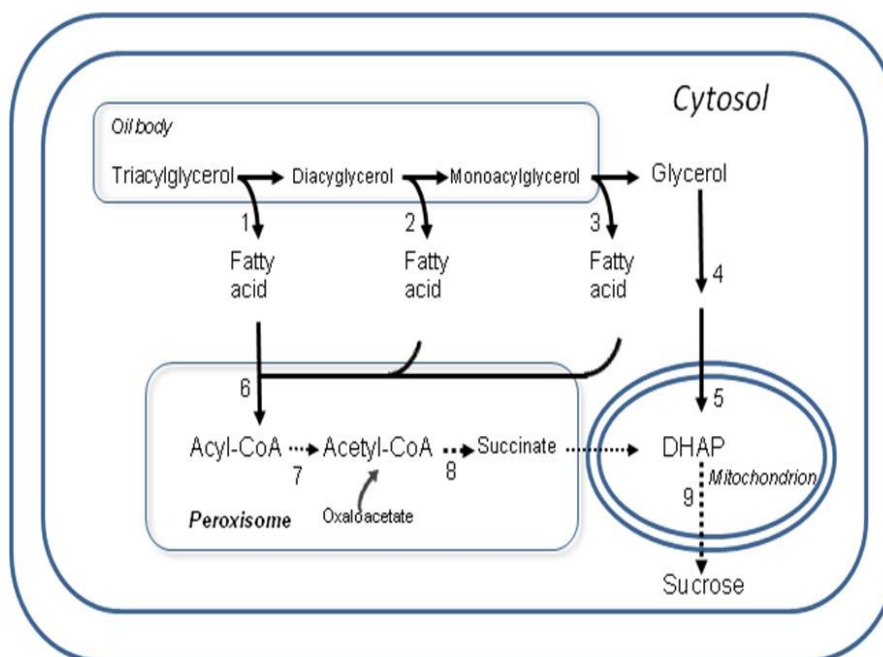 Cytosol
Oil body
Triacylglycerol
Diacyglycerol
Monoacylglycerol
Glycerol
1
2
3
4
Fatty
acid
Fatty
acid
Fatty
acid
6
5
Acyl-CoA
Acetyl-CoA
Succinate
DHAP
7
8
Mitochondrion
9
Peroxisome
Oxaloacetate
Sucrose